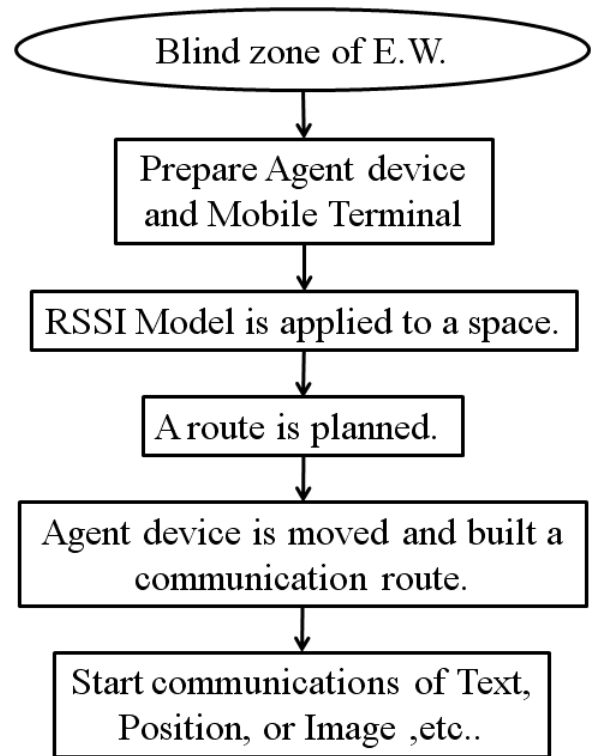 Blind zone of E.W.
Prepare Agent device
and Mobile Terminal
RSSI Model is applied to a space.
A route is planned.
Agent device is moved and built a
communication route.
Start communications of Text,
Position, or Image ,etc..